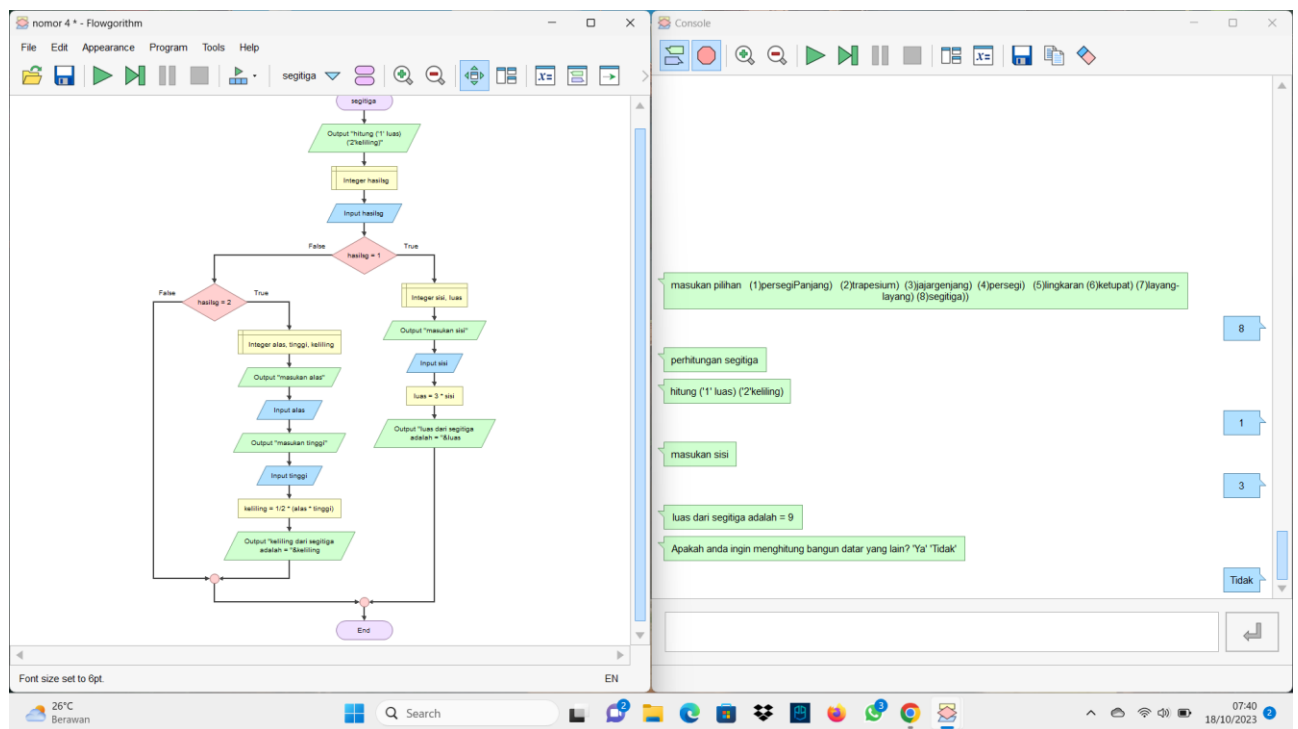 nomor 4 * - Flowgorithm
File Edit Appearance Program Tools Help
segitiga
x=
segitiga
Output "hitung ('1' luas)
('2'keliling)"
Integer hasilsg
Input hasilsg
False
True
hasilsg = 1
False
True
hasilsg = 2
Integer alas, tinggi, keliling
Output "masukan alas"
Input alas
Output "masukan tinggi"
Input tinggi
keliling = 1/2 * (alas * tinggi)
Output "keliling dari segitiga
adalah = "&keliling
Integer sisi, luas
Output "masukan sisi"
Input sisi
luas = 3 * sisi
Output "luas dari segitiga
adalah = "&luas
End
Font size set to 6pt.
EN
Console
x=
masukan pilihan (1)persegiPanjang) (2)trapesium) (3)jajargenjang) (4)persegi) (5)lingkaran (6)ketupat) (7)layang-
layang) (8)segitiga))
8
perhitungan segitiga
hitung ('1' luas) ('2'keliling)
1
masukan sisi
3
luas dari segitiga adalah = 9
Apakah anda ingin menghitung bangun datar yang lain? 'Ya' 'Tidak'
Tidak
26°C
Berawan
Search
2
3
07:40
18/10/2023
2